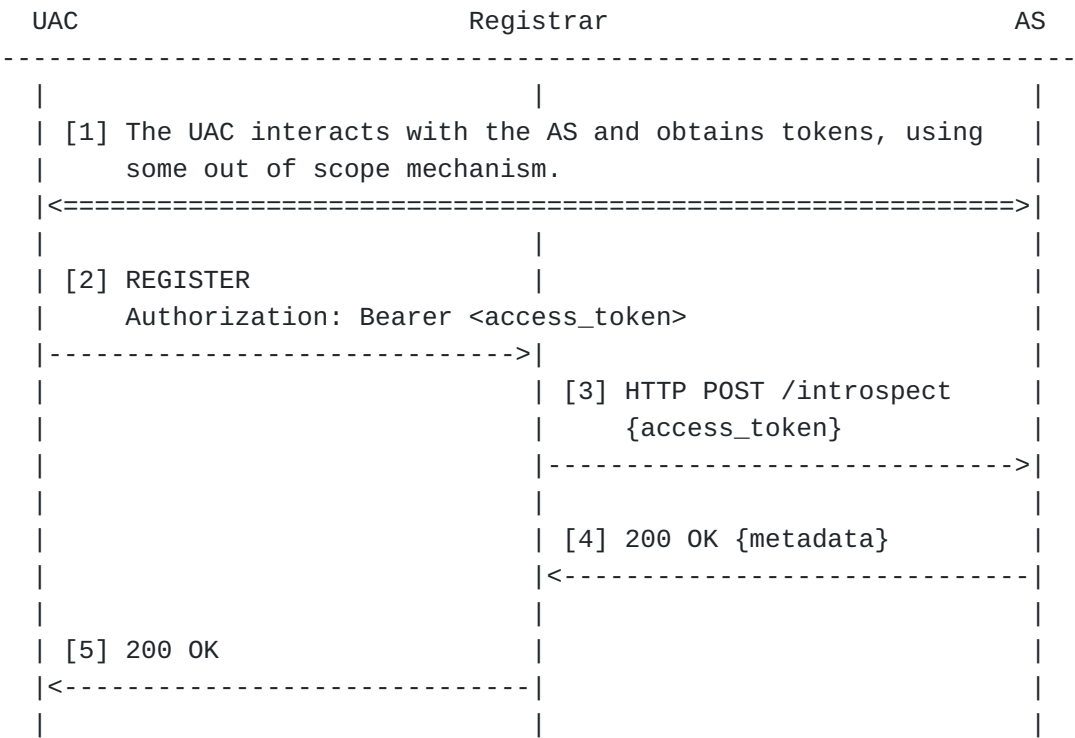 UAC Registrar AS
[1] The UAC interacts with the AS and obtains tokens, using
some out of scope mechanism.
[2] REGISTER
Authorization: Bearer <access_token>
[3] HTTP POST /introspect
{access_token}
[4] 200 OK {metadata}
[5] 200 OK